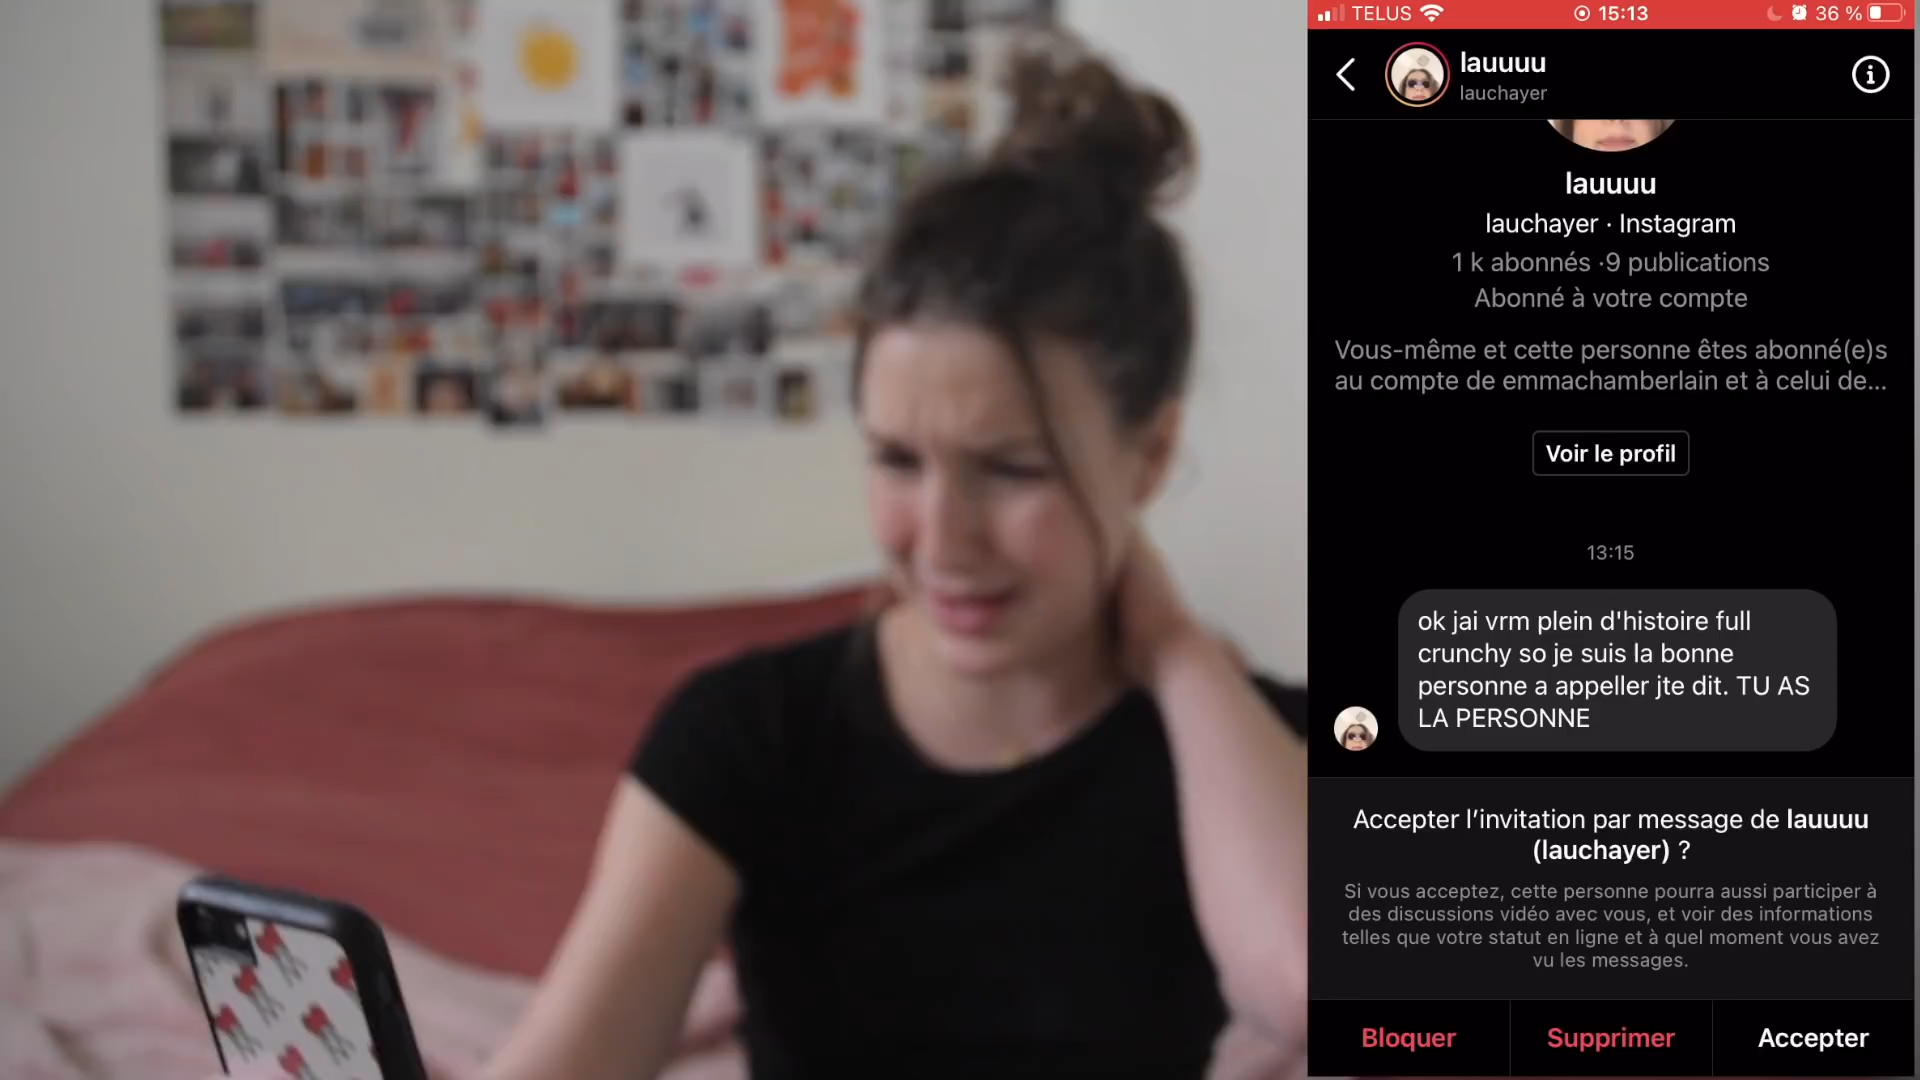 TELUS 15:13 36 %
lauuuu
lauchayer
lauuuu
lauchayer · Instagram
1 k abonnés ·9 publications
Abonné à votre compte
Vous-même et cette personne êtes abonné(e)s
au compte de emmachamberlain et à celui de...
Voir le profil
13:15
ok jai vrm plein d'histoire full
crunchy so je suis la bonne
personne a appeller jte dit. TU AS
LA PERSONNE
Accepter l’invitation par message de lauuuu
(lauchayer) ?
Si vous acceptez, cette personne pourra aussi participer à
des discussions vidéo avec vous, et voir des informations
telles que votre statut en ligne et à quel moment vous avez
vu les messages.
Bloquer Supprimer Accepter